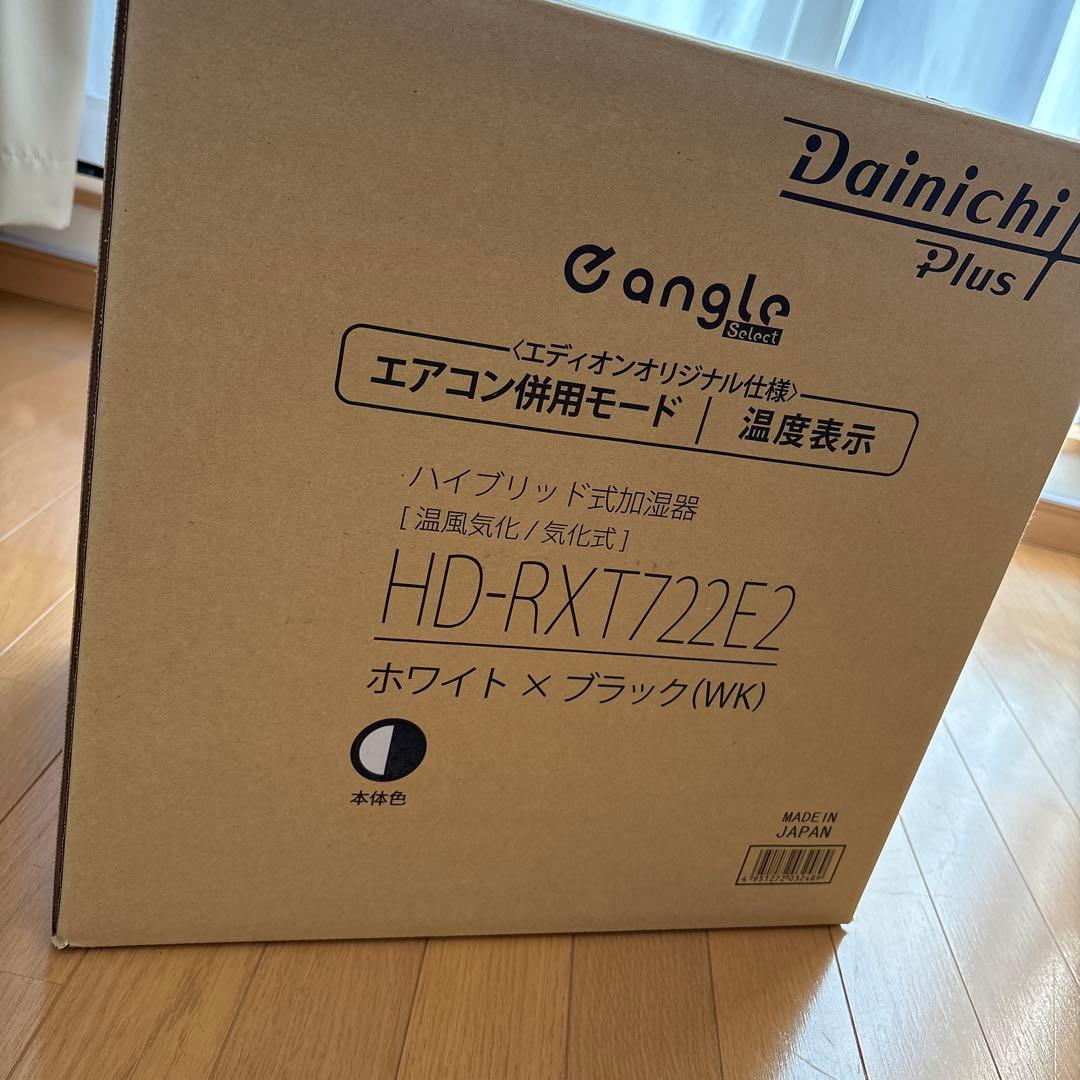 Dainichi
Plus
e angle
Select
〈エディオンオリジナル仕様〉
エアコン併用モード | 温度表示
ハイブリッド式加湿器
[温風気化/気化式]
HD-RXT722E2
ホワイト×ブラック(WK)
本体色
MADE IN
JAPAN
4951272032489